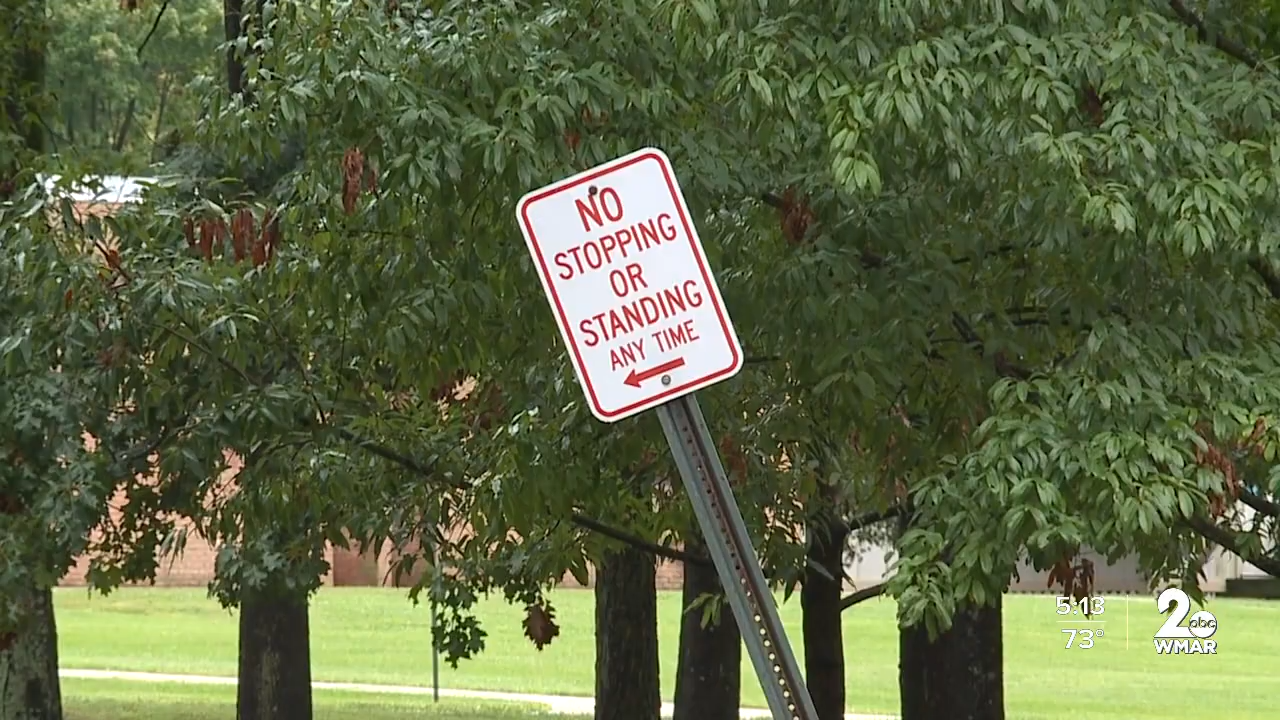 NO
STOPPING
OR
STANDING
ANY TIME
5:13
73°
2 abc
WMAR